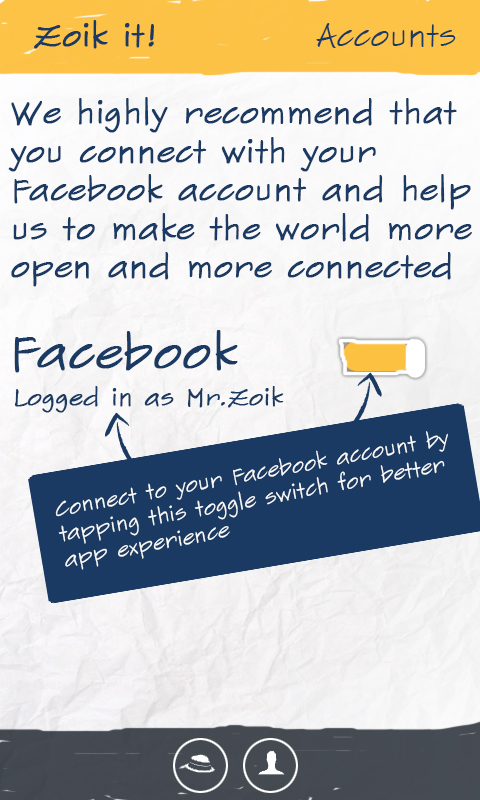 Zoik it! Accounts
We highly recommend that
you connect with your
Facebook account and help
us to make the world more
open and more connected
Facebook
Logged in as Mr.Zoik
Connect to your Facebook account by
tapping this toggle switch for better
app experience